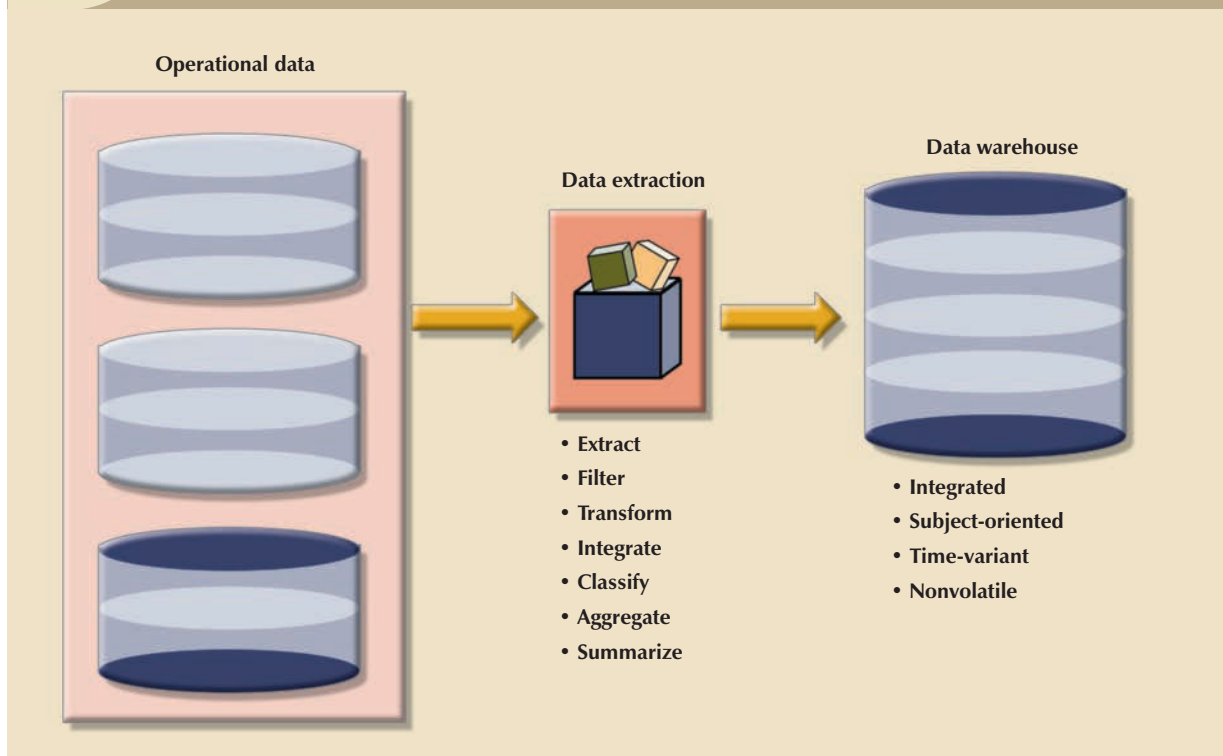 Operational data
Data extraction
• Extract
• Filter
• Transform
• Integrate
• Classify
• Aggregate
• Summarize
Data warehouse
• Integrated
• Subject-oriented
• Time-variant
• Nonvolatile